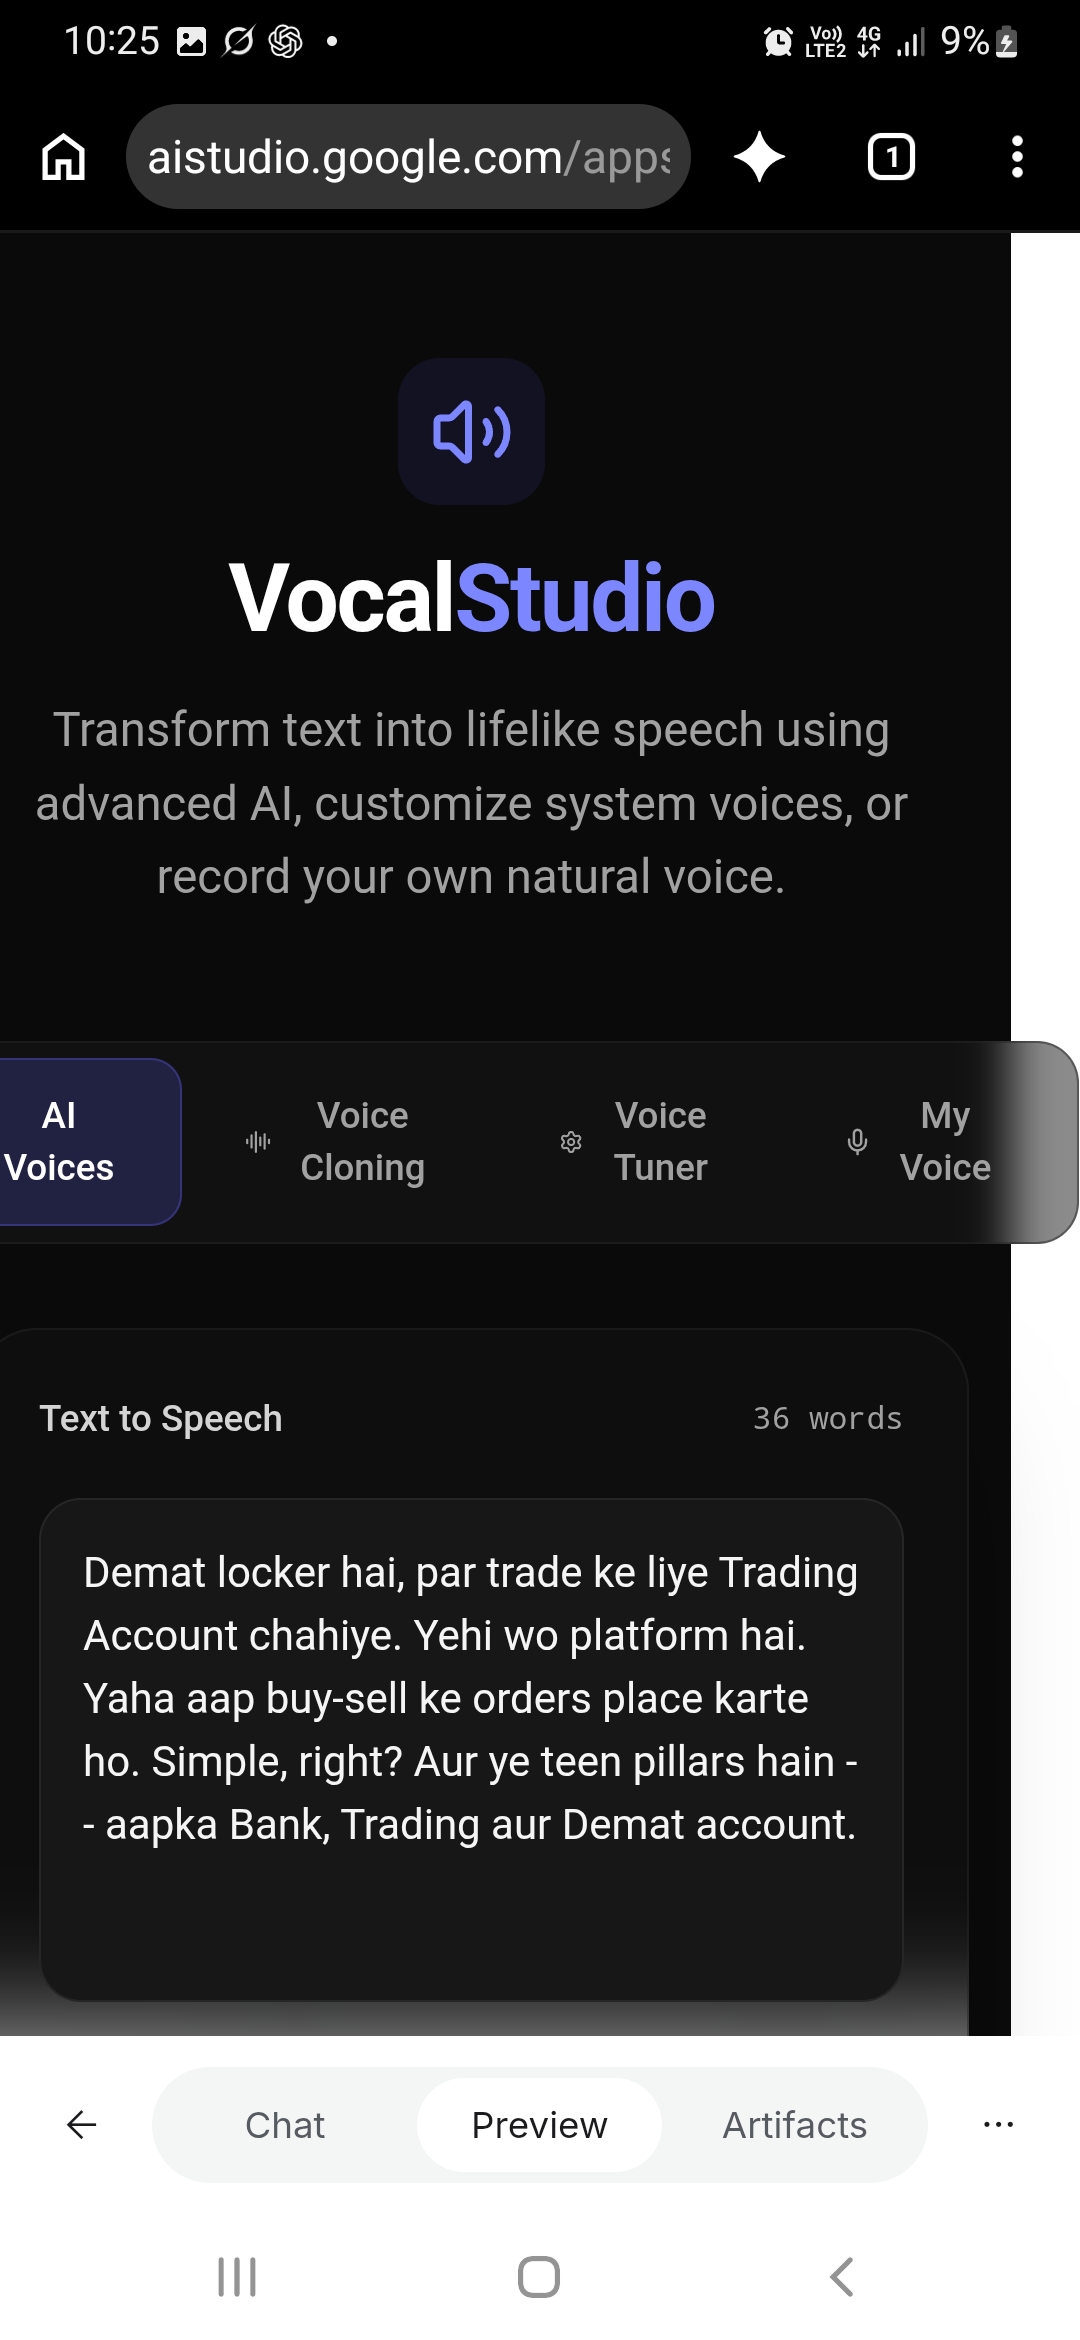 10:25
Vo)) LTE2 4G 9%
aistudio.google.com/apps
1
VocalStudio
Transform text into lifelike speech using
advanced AI, customize system voices, or
record your own natural voice.
AI Voices
Voice Cloning
Voice Tuner
My Voice
Text to Speech
36 words
Demat locker hai, par trade ke liye Trading
Account chahiye. Yehi wo platform hai.
Yaha aap buy-sell ke orders place karte
ho. Simple, right? Aur ye teen pillars hain -
- aapka Bank, Trading aur Demat account.
Chat
Preview
Artifacts